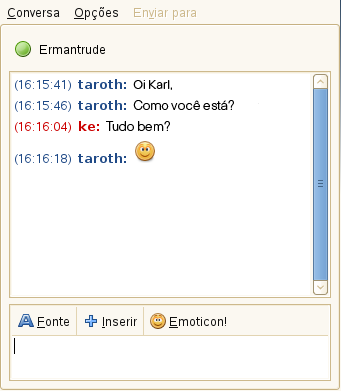 Conversa Opções Enviar para
Ermantrude
(16:15:41) taroth: Oi Karl,
(16:15:46) taroth: Como você está?
(16:16:04) ke: Tudo bem?
(16:16:18) taroth:
Fonte Inserir Emoticon!